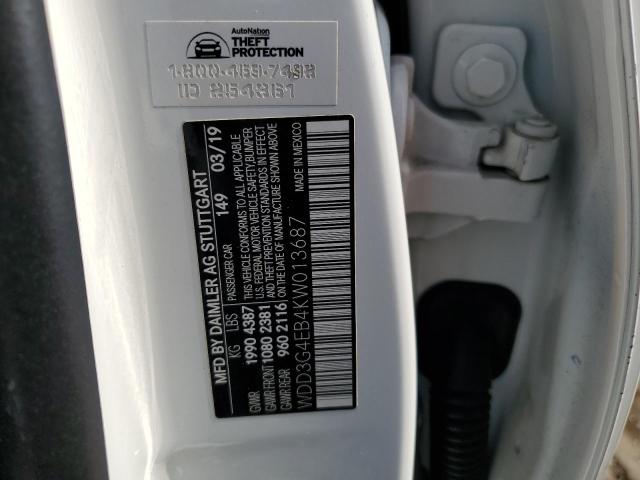 AutoNation
THEFT
PROTECTION
MFD BY DAIMLER AG STUTTGART
PASSENGER CAR 149 03/19
KG LBS
GVWR 1990 4387
GAWR FRONT 1080 2381
GAWR REAR 960 2116
THIS VEHICLE CONFORMS TO ALL APPLICABLE
U.S. FEDERAL MOTOR VEHICLE SAFETY/BUMPER
AND THEFT PREVENTION STANDARDS IN EFFECT
ON THE DATE OF MANUFACTURE SHOWN ABOVE
WDD3G4EB4KW013687
MADE IN MEXICO